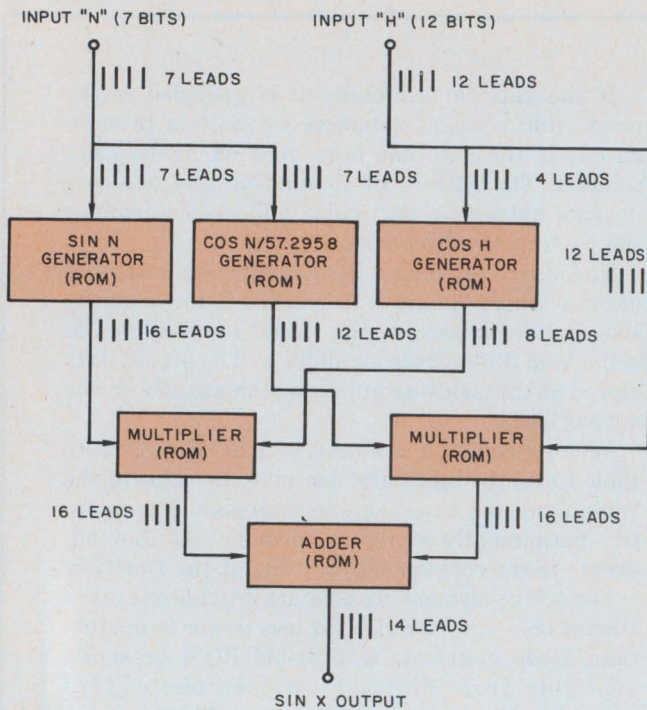 INPUT "N" (7 BITS)
INPUT "H" (12 BITS)
7 LEADS
12 LEADS
7 LEADS
7 LEADS
4 LEADS
SIN N
GENERATOR
(ROM)
COS N/57.2958
GENERATOR
(ROM)
COS H
GENERATOR
(ROM)
12 LEADS
16 LEADS
12 LEADS
8 LEADS
MULTIPLIER
(ROM)
MULTIPLIER
(ROM)
16 LEADS
16 LEADS
ADDER
(ROM)
14 LEADS
SIN X OUTPUT